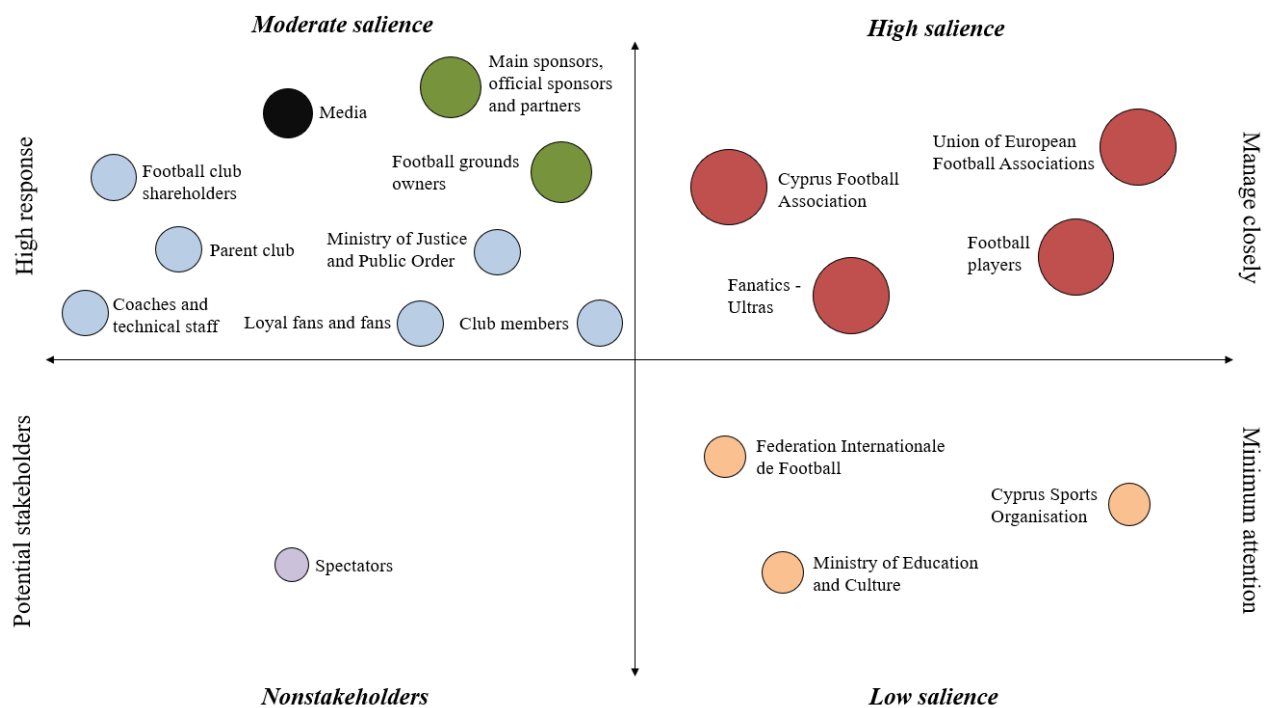 Moderate salience
High salience
High response
Media
Main sponsors,
official sponsors
and partners
Football club
shareholders
Football grounds
owners
Parent club
Ministry of Justice
and Public Order
Coaches and
technical staff
Loyal fans and fans
Club members
Cyprus Football
Association
Union of European
Football Associations
Fanatics -
Ultras
Football
players
Manage closely
Potential stakeholders
Spectators
Federation Internationale
de Football
Cyprus Sports
Organisation
Ministry of Education
and Culture
Minimum attention
Nonstakeholders
Low salience